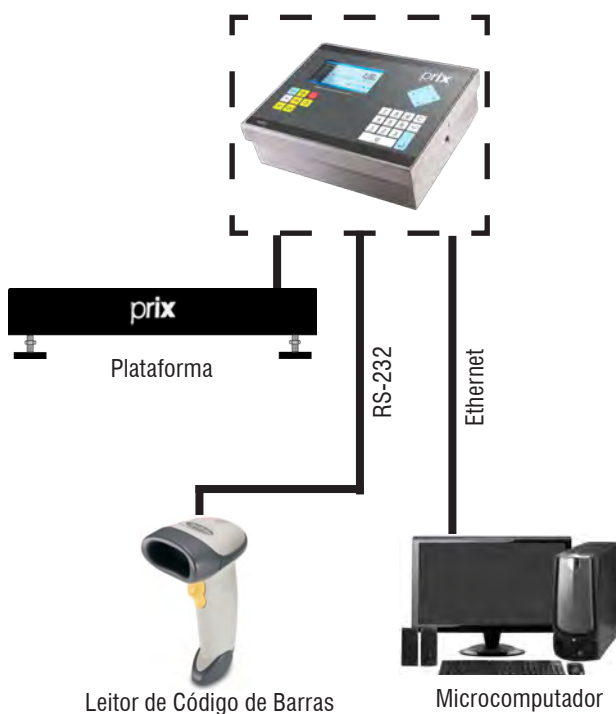 prix
prix
Plataforma
RS-232
Ethernet
Leitor de Código de Barras
Microcomputador